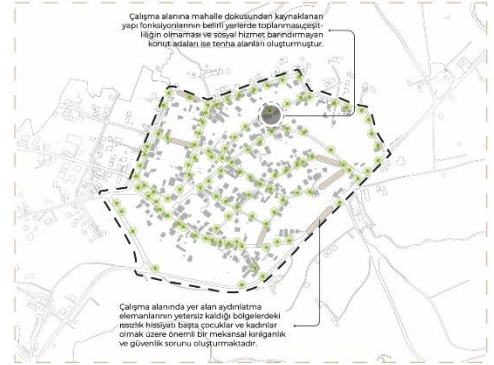 Çalışma alanına mahalle dokusundan kaynaklanan
yapı fonksiyonlarının belirli yerlerde toplanması,çeşit-
liliğin olmaması ve sosyal hizmet barındırmayan
konut adaları ise tenha alanları oluşturmuştur.
Çalışma alanında yer alan aydınlatma
elemanlarının yetersiz kaldığı bölgelerdeki
ıssızlık hissiyatı başta çocuklar ve kadınlar
olmak üzere önemli bir mekansal kırılganlık
ve güvenlik sorunu oluşturmaktadır.